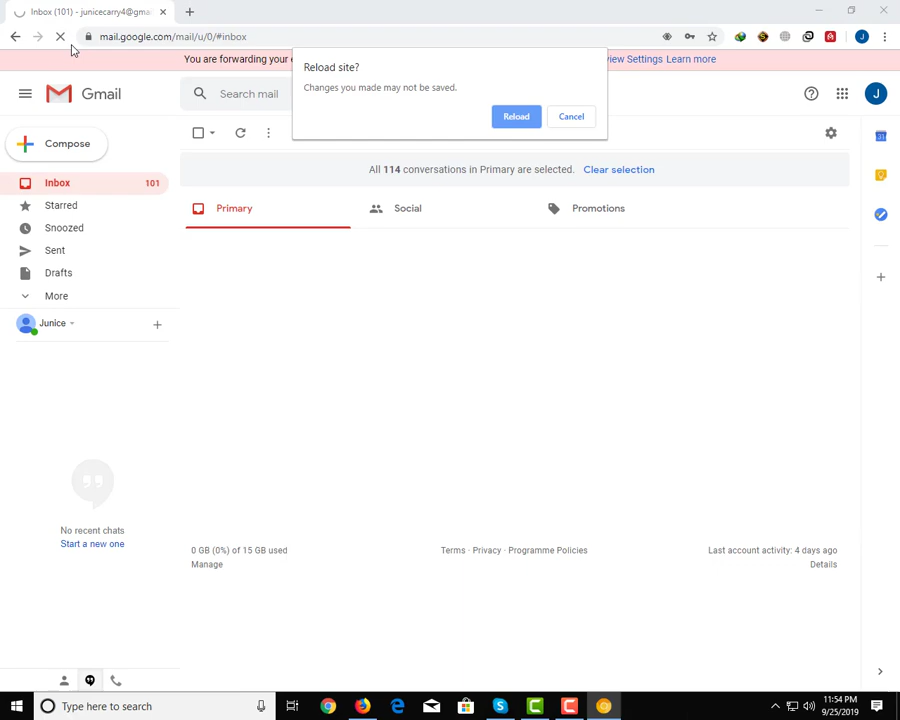 Inbox (101) - junicecarry4@gma
mail.google.com/mail/u/0/#inbox
You are forwarding your e
view Settings Learn more
Reload site?
Changes you made may not be saved.
Reload
Cancel
Gmail
Search mail
J
J
Compose
All 114 conversations in Primary are selected. Clear selection
Inbox 101
Starred
Snoozed
Sent
Drafts
More
Primary
Social
Promotions
31
Junice
No recent chats
Start a new one
0 GB (0%) of 15 GB used
Manage
Terms · Privacy · Programme Policies
Last account activity: 4 days ago
Details
Type here to search
11:54 PM
9/25/2019